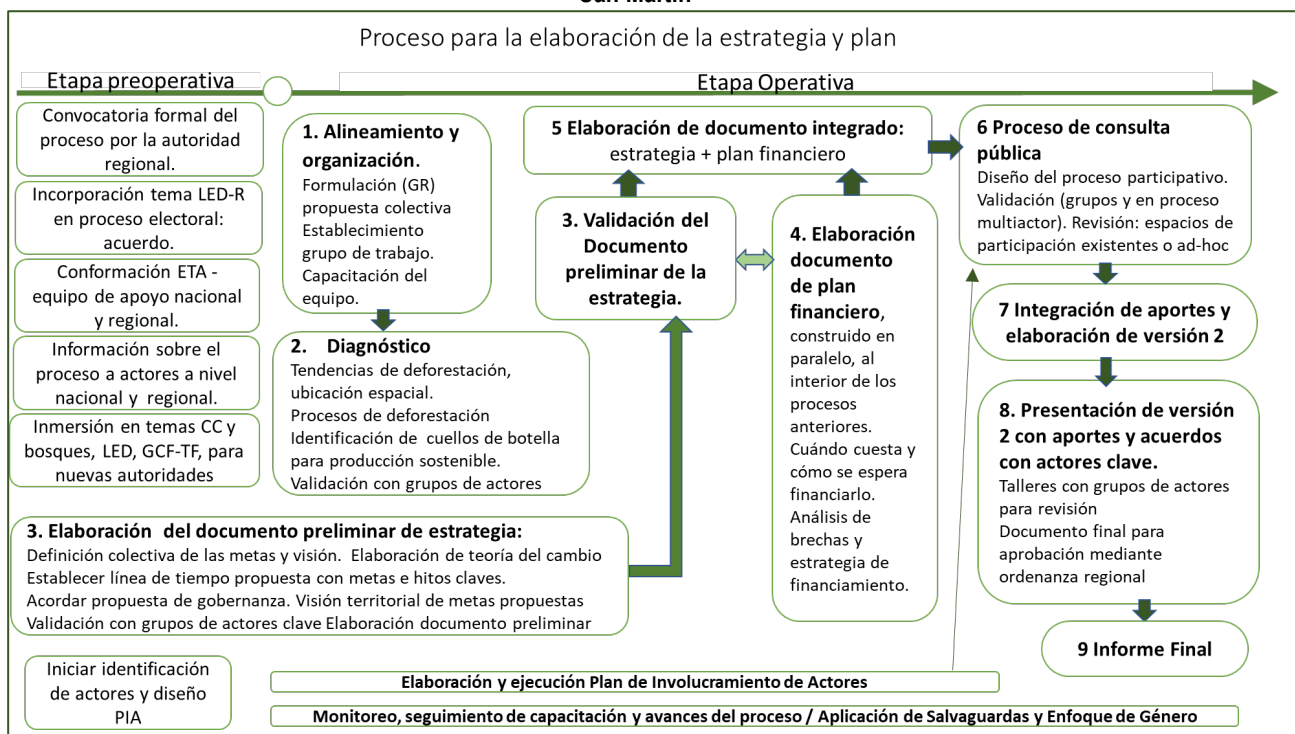 San Martín
Proceso para la elaboración de la estrategia y plan
Etapa preoperativa
Etapa Operativa
Convocatoria formal del
proceso por la autoridad
regional.
Incorporación tema LED-R
en proceso electoral:
acuerdo.
Conformación ETA -
equipo de apoyo nacional
y regional.
Información sobre el
proceso a actores a nivel
nacional y regional.
Inmersión en temas CC y
bosques, LED, GCF-TF, para
nuevas autoridades
1. Alineamiento y
organización.
Formulación (GR)
propuesta colectiva
Establecimiento
grupo de trabajo.
Capacitación del
equipo.
2. Diagnóstico
Tendencias de deforestación,
ubicación espacial.
Procesos de deforestación
Identificación de cuellos de botella
para producción sostenible.
Validación con grupos de actores
3. Elaboración del documento preliminar de estrategia:
Definición colectiva de las metas y visión. Elaboración de teoría del cambio
Establecer línea de tiempo propuesta con metas e hitos claves.
Acordar propuesta de gobernanza. Visión territorial de metas propuestas
Validación con grupos de actores clave Elaboración documento preliminar
5 Elaboración de documento integrado:
estrategia + plan financiero
3. Validación del
Documento
preliminar de la
estrategia.
4. Elaboración
documento
de plan
financiero,
construido en
paralelo, al
interior de los
procesos
anteriores.
Cuándo cuesta y
cómo se espera
financiarlo.
Análisis de
brechas y
estrategia de
financiamiento.
6 Proceso de consulta
pública
Diseño del proceso participativo.
Validación (grupos y en proceso
multiactor). Revisión: espacios de
participación existentes o ad-hoc
7 Integración de aportes y
elaboración de versión 2
8. Presentación de versión
2 con aportes y acuerdos
con actores clave.
Talleres con grupos de actores
para revisión
Documento final para
aprobación mediante
ordenanza regional
9 Informe Final
Iniciar identificación
de actores y diseño
PIA
Elaboración y ejecución Plan de Involucramiento de Actores
Monitoreo, seguimiento de capacitación y avances del proceso / Aplicación de Salvaguardas y Enfoque de Género